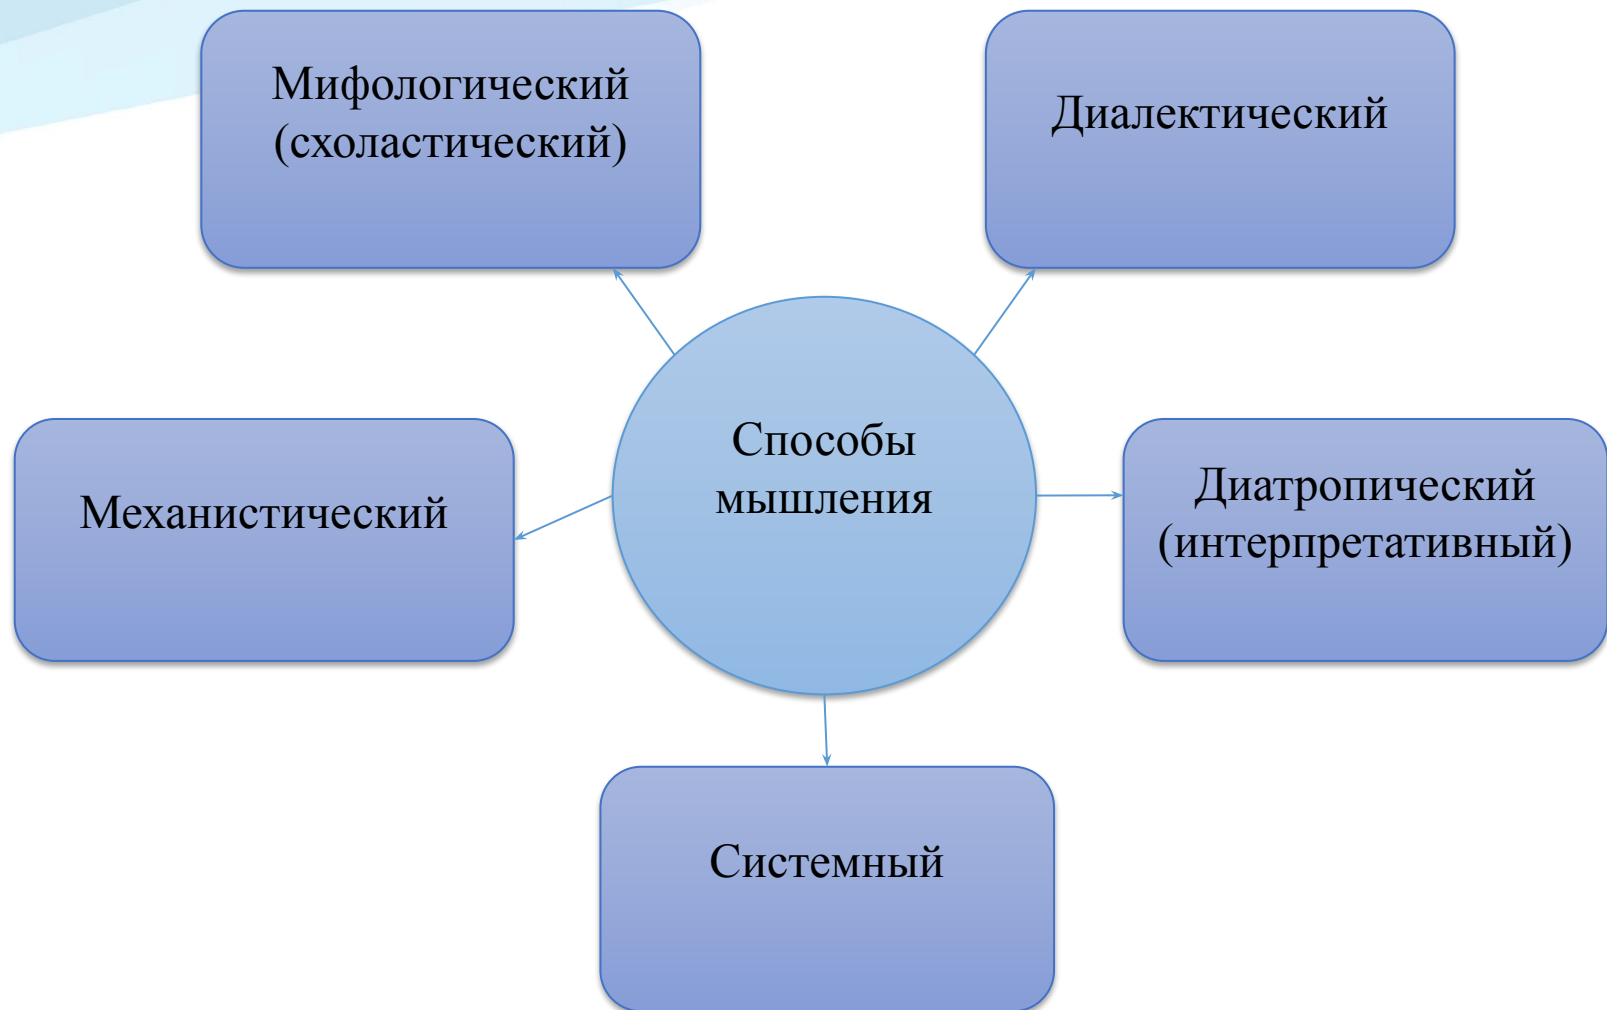 Мифологический
(схоластический)
Диалектический
Способы
мышления
Механистический
Диатропический
(интерпретативный)
Системный